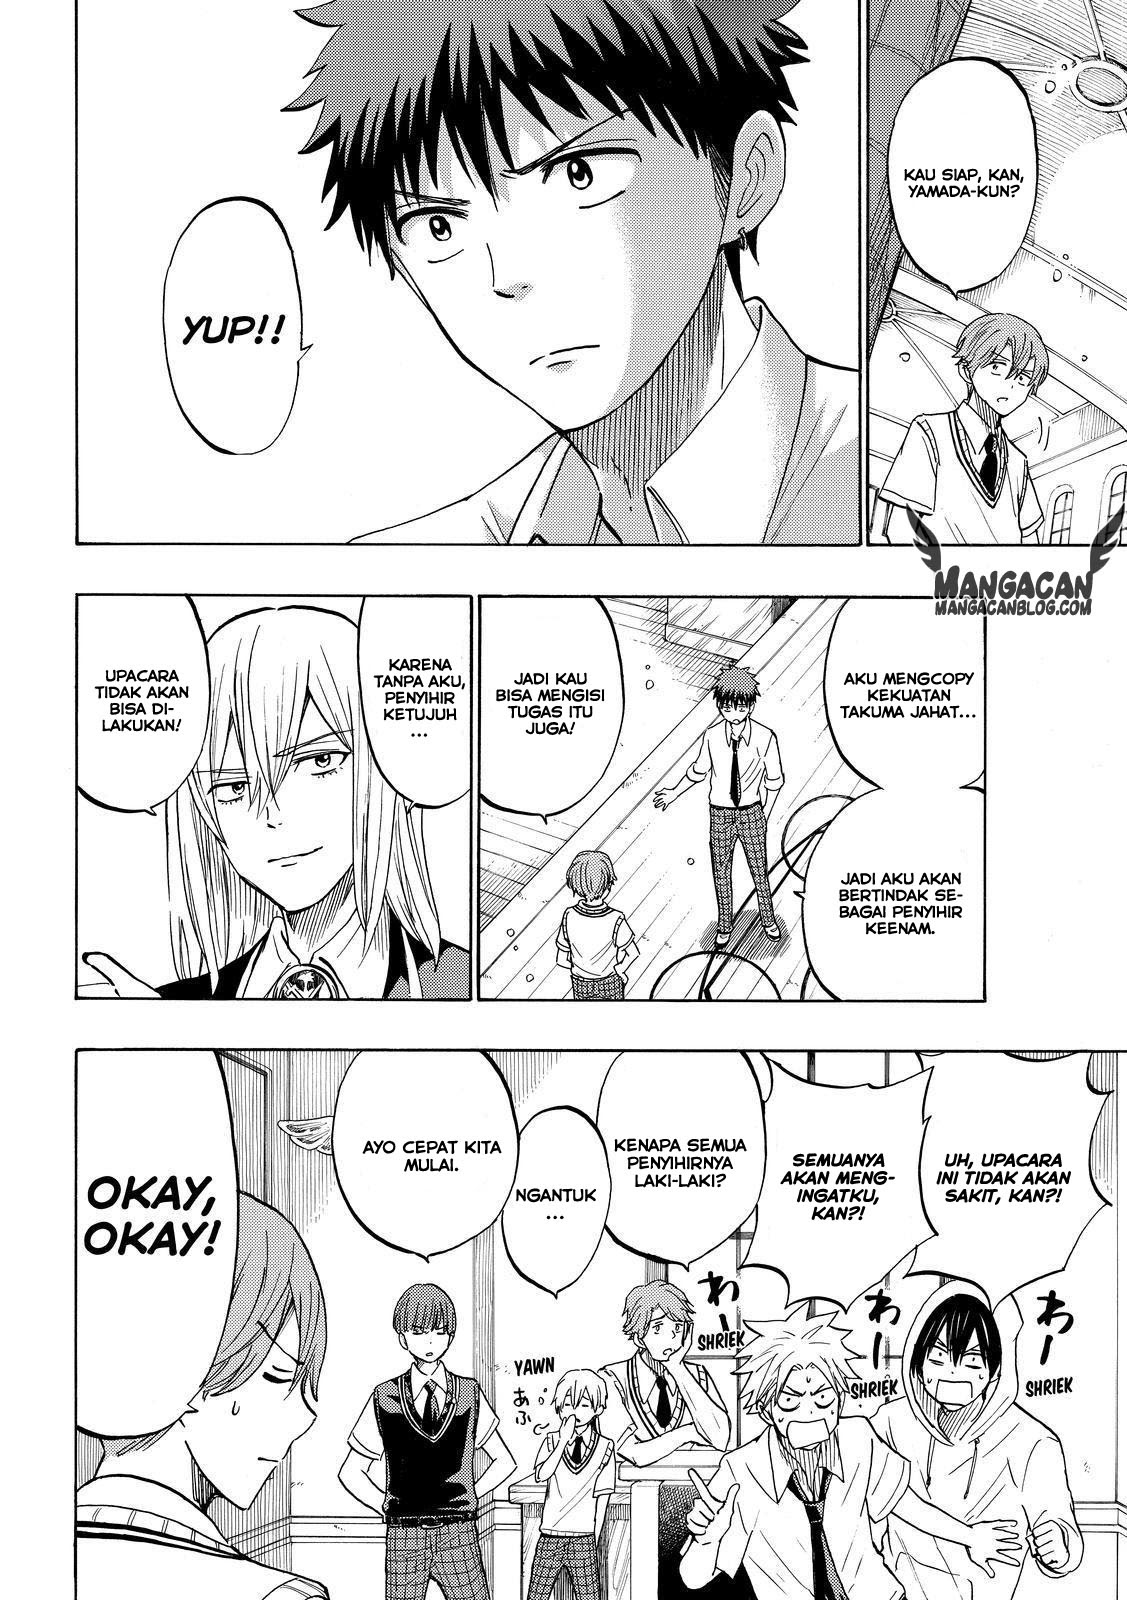 KAU SIAP, KAN,
YAMADA-KUN?
YUP!!
MANGACAN
MANGACANBLOG.COM
AKU MENGCOPY
KEKUATAN
TAKUMA JAHAT...
JADI AKU AKAN
BERTINDAK SE-
BAGAI PENYIHIR
KEENAM.
JADI KAU
BISA MENGISI
TUGAS ITU
JUGA!
KARENA
TANPA AKU,
PENYIHIR
KETUJUH
...
UPACARA
TIDAK AKAN
BISA DI-
LAKUKAN!
UH, UPACARA
INI TIDAK AKAN
SAKIT, KAN?!
わー
SHRIEK
SEMUANYA
AKAN MENG-
INGATKU,
KAN?!
わー
SHRIEK
KENAPA SEMUA
PENYIHIRNYA
LAKI-LAKI?
わー
SHRIEK
NGANTUK
...
YAWN
あふ
AYO CEPAT KITA
MULAI.
OKAY,
OKAY!